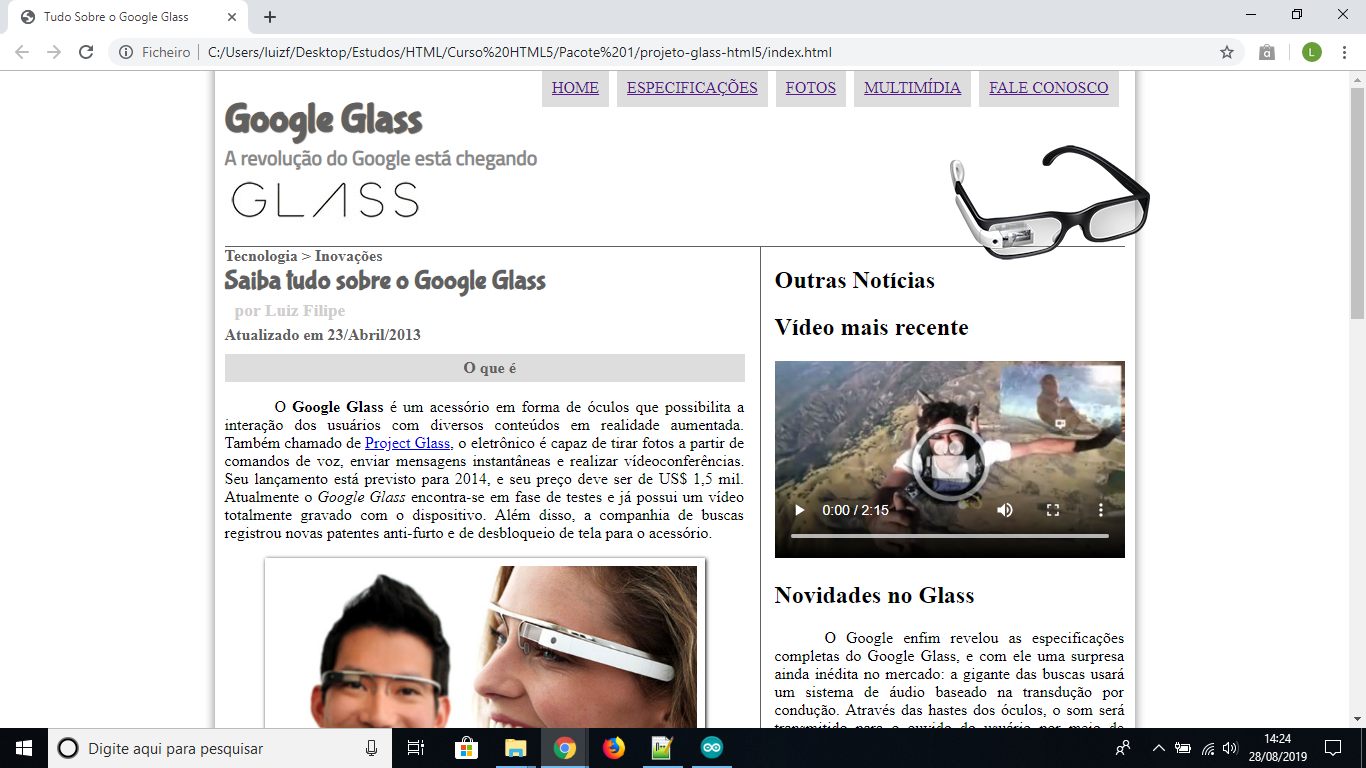 Tudo Sobre o Google Glass
Ficheiro
C:/Users/luizf/Desktop/Estudos/HTML/Curso%20HTML5/Pacote%201/projeto-glass-html5/index.html
L
HOME ESPECIFICAÇÕES FOTOS MULTIMÍDIA FALE CONOSCO
Google Glass
A revolução do Google está chegando
GLASS
Tecnologia > Inovações
Saiba tudo sobre o Google Glass
por Luiz Filipe
Atualizado em 23/Abril/2013
O que é
O Google Glass é um acessório em forma de óculos que possibilita a
interação dos usuários com diversos conteúdos em realidade aumentada.
Também chamado de Project Glass, o eletrônico é capaz de tirar fotos a partir de
comandos de voz, enviar mensagens instantâneas e realizar vídeoconferências.
Seu lançamento está previsto para 2014, e seu preço deve ser de US$ 1,5 mil.
Atualmente o Google Glass encontra-se em fase de testes e já possui um vídeo
totalmente gravado com o dispositivo. Além disso, a companhia de buscas
registrou novas patentes anti-furto e de desbloqueio de tela para o acessório.
Outras Notícias
Vídeo mais recente
0:00 / 2:15
Novidades no Glass
O Google enfim revelou as especificações
completas do Google Glass, e com ele uma surpresa
ainda inédita no mercado: a gigante das buscas usará
um sistema de áudio baseado na transdução por
condução. Através das hastes dos óculos, o som será
transmitido para o ouvido do usuário por meio de
Digite aqui para pesquisar
14:24
28/08/2019